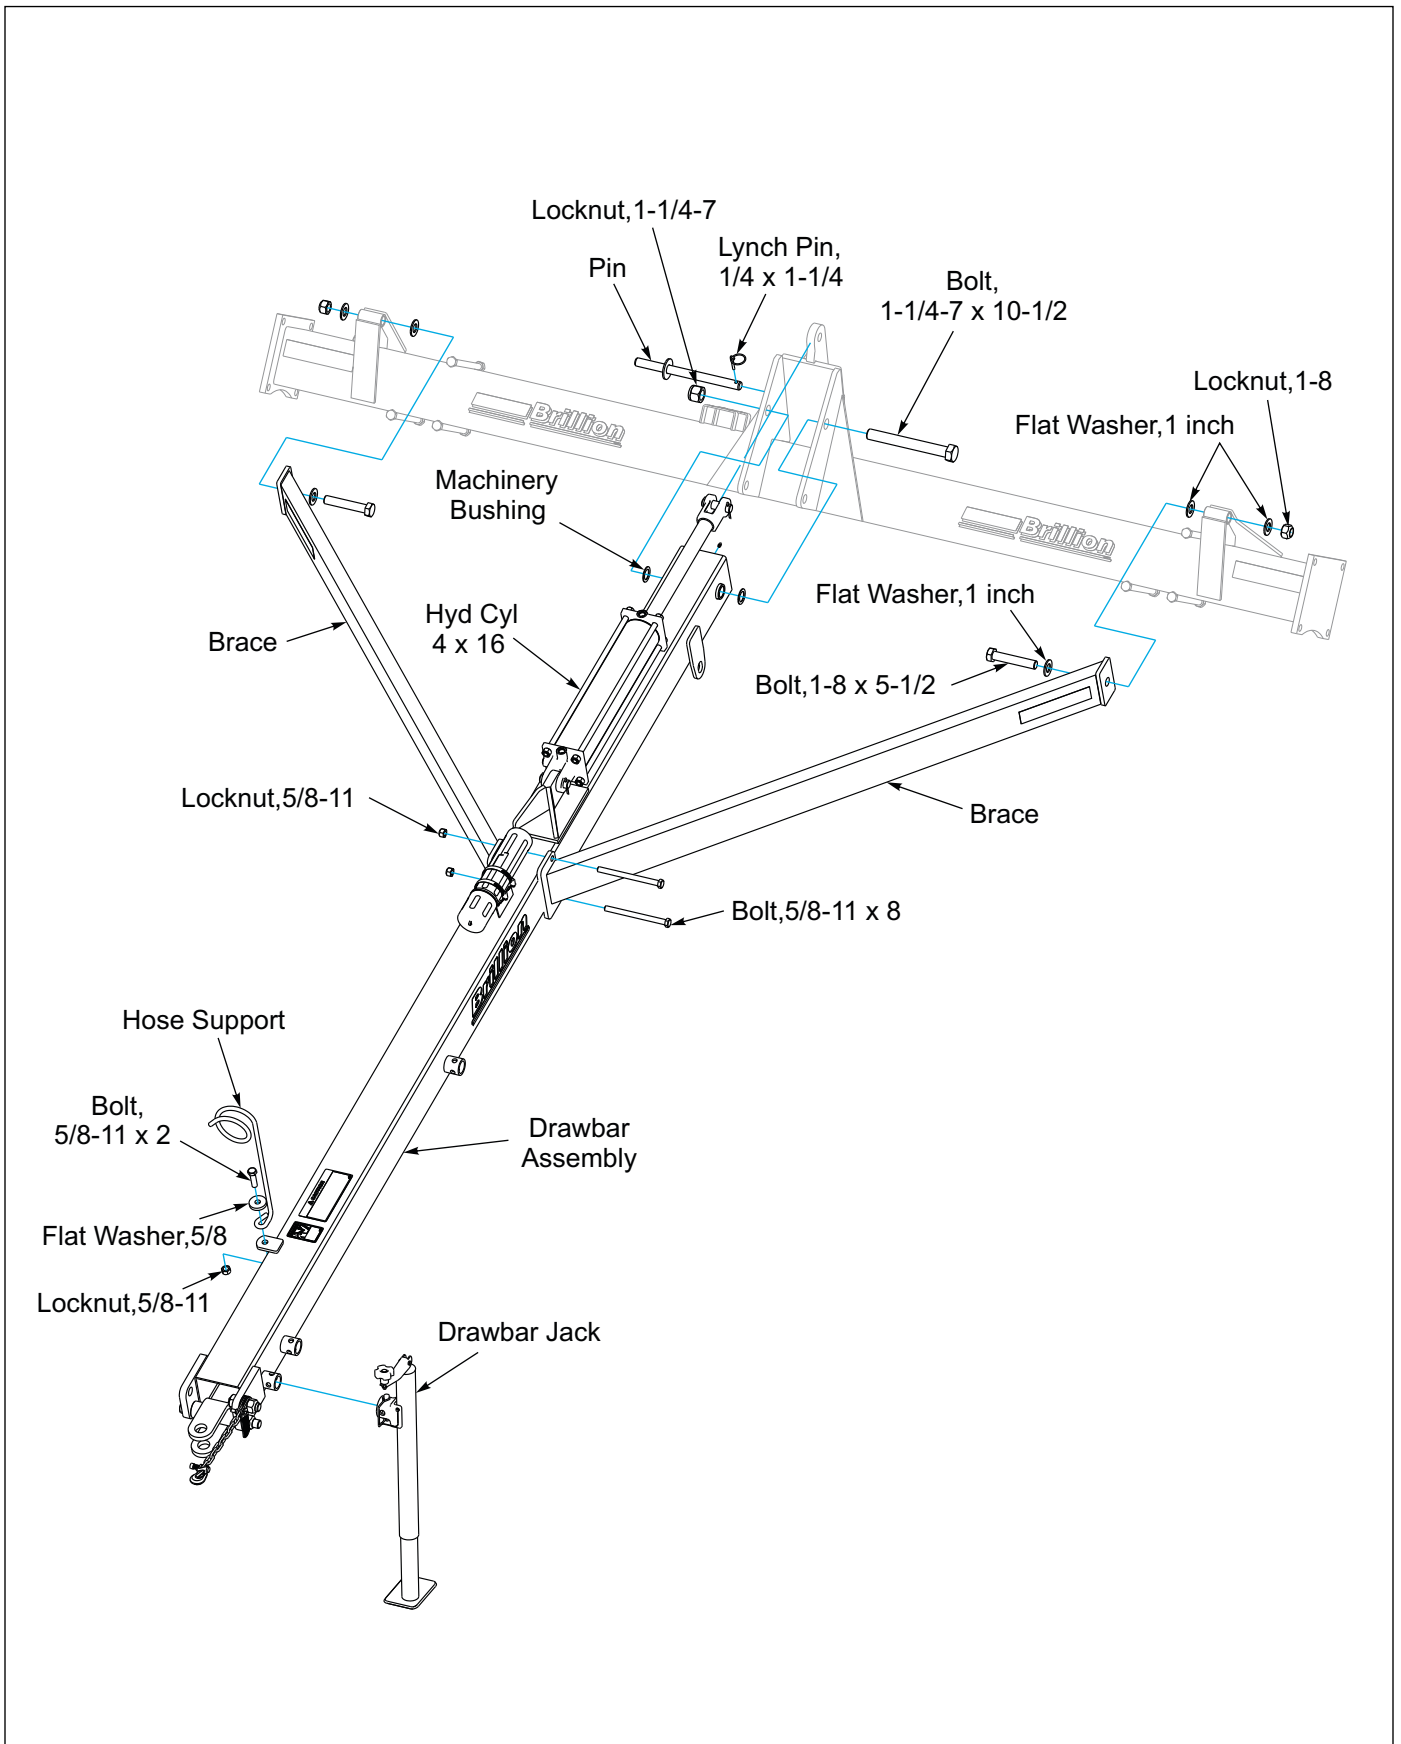 Locknut,1-1/4-7
Lynch Pin,
1/4 x 1-1/4
Pin
Bolt,
1-1/4-7 x 10-1/2
Locknut,1-8
Flat Washer,1 inch
Brillion
Machinery
Bushing
Brillion
Flat Washer,1 inch
Hyd Cyl
4 x 16
Brace
Bolt,1-8 x 5-1/2
Locknut,5/8-11
Brace
Bolt,5/8-11 x 8
Brillion
Hose Support
Bolt,
5/8-11 x 2
Drawbar
Assembly
Flat Washer,5/8
Locknut,5/8-11
Drawbar Jack